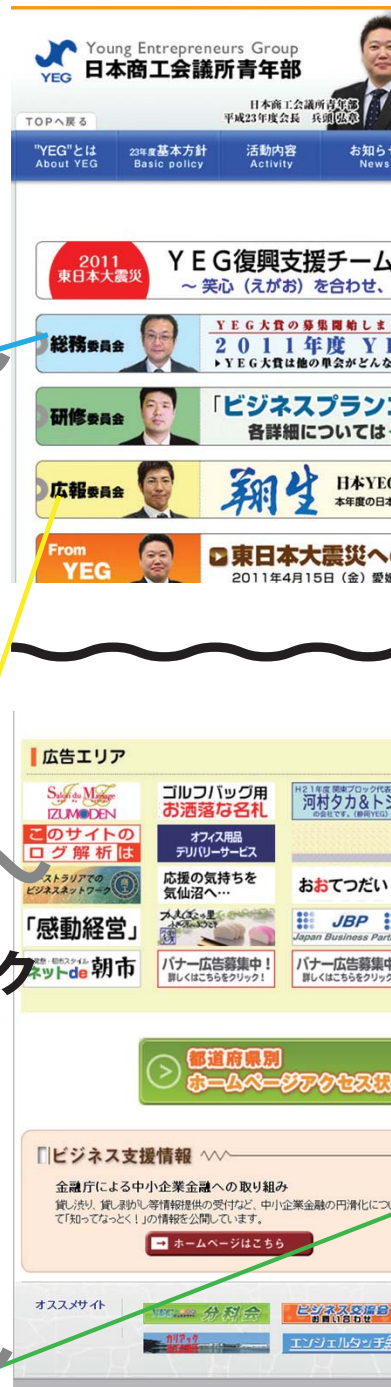 Young Entrepreneurs Group
YEG 日本商工会議所青年部
日本商工会議所青年部
平成23年度会長 兵頭弘章
TOPへ戻る
"YEG"とは 23年度基本方針 活動内容 お知らせ
About YEG Basic policy Activity News
2011
東日本大震災
YEG復興支援チーム
～ 笑心（えがお）を合わせ、
総務委員会
YEG大賞の募集開始しま
2011年度 YE
▶YEG大賞は他の単会がどんな
研修委員会
「ビジネスプラン
各詳細については
広報委員会
翔生
日本YEG
本年度の日本
From
YEG
東日本大震災へ
2011年4月15日（金）愛媛
広告エリア
Salon du Mariage
IZUMODEN
ゴルフバッグ用
お洒落な名札
H21年度 関東ブロック代表
河村タカ&トシ
の会社です。(静岡YEG)
このサイトの
ログ解析は
オフィス用品
デリバリーサービス
ストラリアでの
ビジネスネットワーク
応援の気持ちを
気仙沼へ…
おおてつだい
「感動経営」
JBP
Japan Business Part
ク
ネットde朝市
バナー広告募集中！
詳しくはこちらをクリック！
バナー広告募集中
詳しくはこちらをクリッ
都道府県別
ホームページアクセス状
ビジネス支援情報
金融庁による中小企業金融への取り組み
貸し渋り、貸し剥がし等情報提供の受付など、中小企業金融の円滑化につい
て「知ってなっとく！」の情報を公開しています。
ホームページはこちら
オススメサイト
分科会
ビジネス交流会
お問い合わせ
エンジェルタッチ